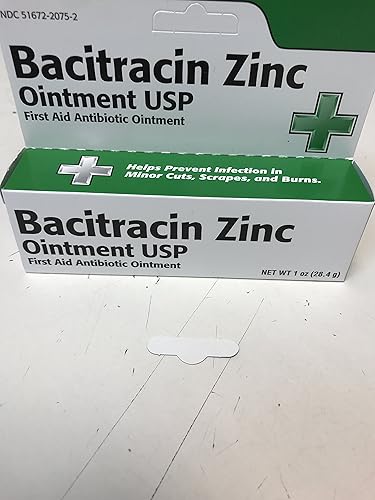 NDC 51672-2075-2
Bacitracin Zinc
Ointment USP
First Aid Antibiotic Ointment
Helps Prevent Infection in
Minor Cuts, Scrapes, and Burns.
Bacitracin Zinc
Ointment USP
First Aid Antibiotic Ointment
NET WT 1 oz (28.4 g)